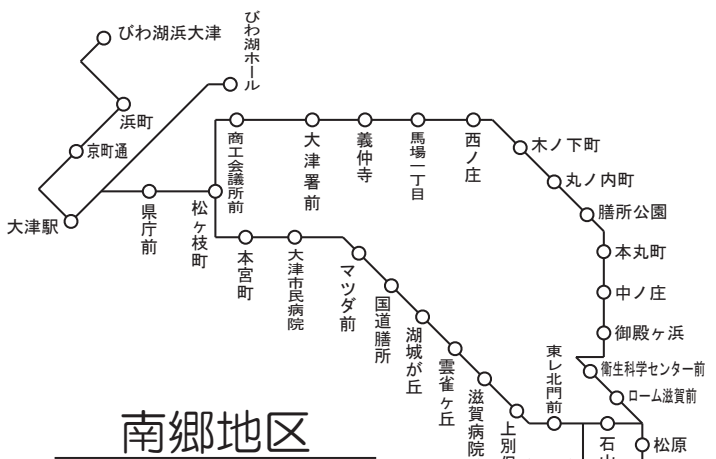 びわ湖浜大津
びわ湖ホール
浜町
京町通
大津駅
県庁前
松ヶ枝町
商工会議所前
大津署前
義仲寺
馬場一丁目
西ノ庄
木ノ下町
丸ノ内町
膳所公園
本丸町
中ノ庄
御殿ヶ浜
衛生科学センター前
ローム滋賀前
本宮町
大津市民病院
マツダ前
国道膳所
湖城が丘
雲雀ヶ丘
滋賀病院
上別
東レ北門前
石
松原
南郷地区